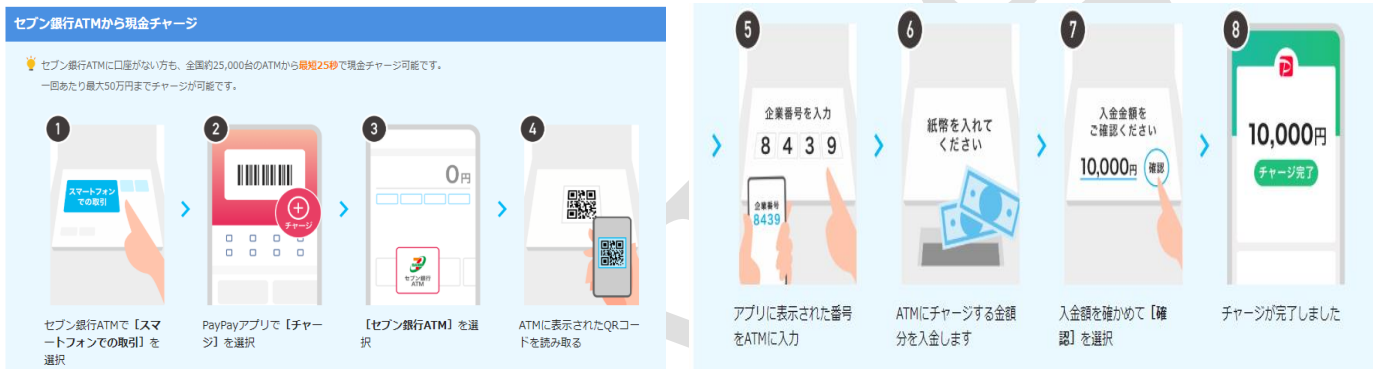 セブン銀行ATMから現金チャージ
セブン銀行ATMに口座がない方も、全国約25,000台のATMから最短25秒で現金チャージ可能です。
一回あたり最大50万円までチャージが可能です。
1
スマートフォン
での取引
セブン銀行ATMで【スマ
ートフォンでの取引】を
選択
2
チャージ
PayPayアプリで【チャー
ジ】を選択
3
0円
セブン銀行
ATM
【セブン銀行ATM】を選
択
4
ATMに表示されたQRコー
ドを読み取る
5
企業番号を入力
8 4 3 9
企業番号
8439
アプリに表示された番号
をATMに入力
6
紙幣を入れて
ください
ATMにチャージする金額
分を入金します
7
入金金額を
ご確認ください
10,000円 確認
入金額を確かめて【確
認】を選択
8
10,000円
チャージ完了
チャージが完了しました